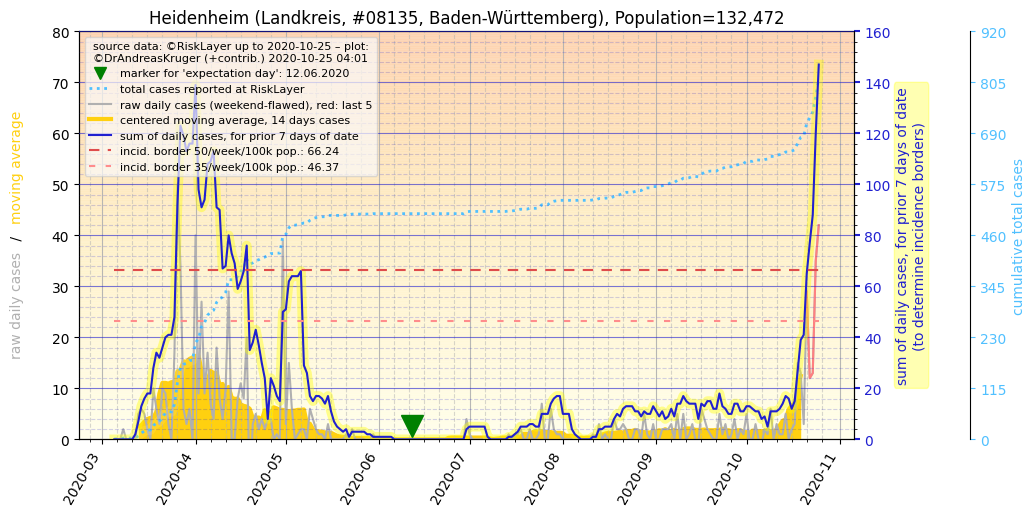 Heidenheim (Landkreis, #08135, Baden-Württemberg), Population=132,472
source data: ©RiskLayer up to 2020-10-25 – plot:
©DrAndreasKruger (+contrib.) 2020-10-25 04:01
marker for 'expectation day': 12.06.2020
total cases reported at RiskLayer
raw daily cases (weekend-flawed), red: last 5
centered moving average, 14 days cases
sum of daily cases, for prior 7 days of date
incid. border 50/week/100k pop.: 66.24
incid. border 35/week/100k pop.: 46.37
raw daily cases / moving average
80
70
60
50
40
30
20
10
0
160
140
120
100
80
60
40
20
0
sum of daily cases, for prior 7 days of date
(to determine incidence borders)
920
805
690
575
460
345
230
115
0
cumulative total cases
2020-03
2020-04
2020-05
2020-06
2020-07
2020-08
2020-09
2020-10
2020-11